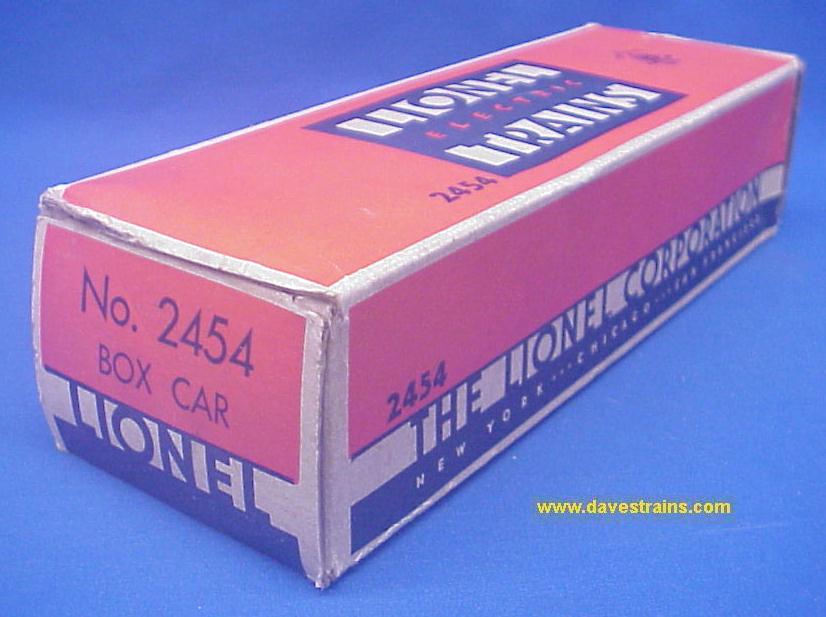 LIONEL
ELECTRIC
TRAINS
2454
No. 2454
BOX CAR
LIONEL
2454
THE LIONEL CORPORATION
NEW YORK CHICAGO SAN FRANCISCO
www.davestrains.com